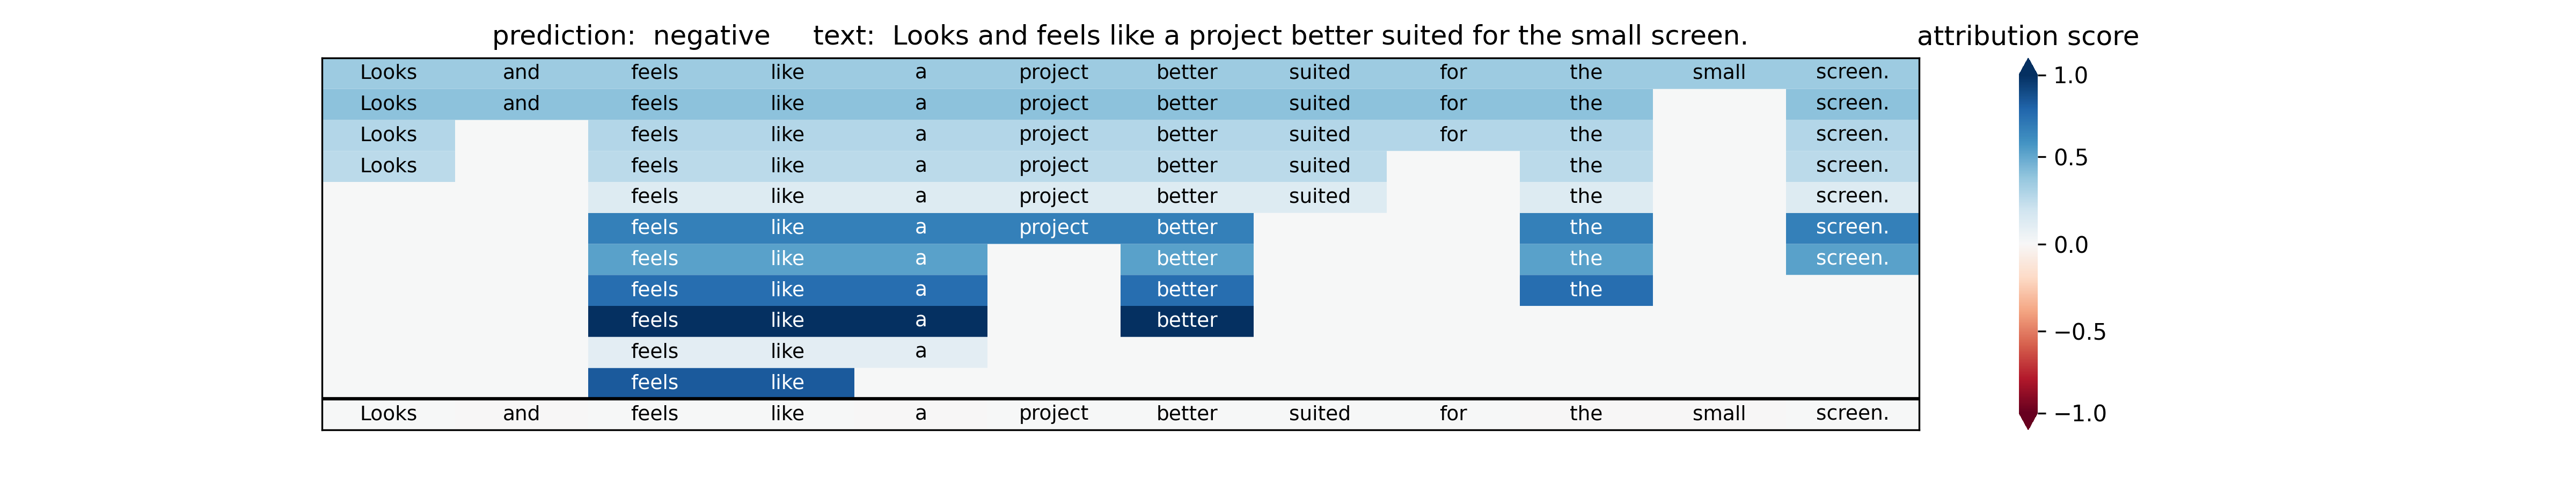 prediction: negative text: Looks and feels like a project better suited for the small screen.
attribution score
Looks and feels like a project better suited for the small screen.
Looks and feels like a project better suited for the screen.
Looks feels like a project better suited for the screen.
Looks feels like a project better suited the screen.
feels like a project better suited the screen.
feels like a project better the screen.
feels like a better the screen.
feels like a better the
feels like a better
feels like a
feels like
Looks and feels like a project better suited for the small screen.
1.0
0.5
0.0
−0.5
−1.0